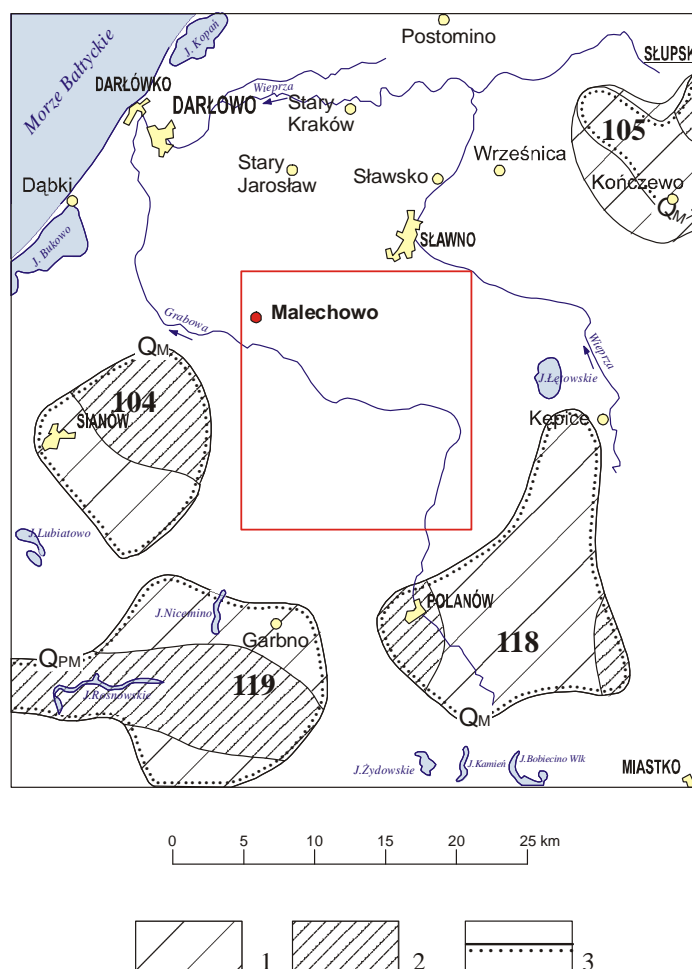 J. Kopań
Postomino
Morze Bałtyckie
SŁUPSK
DARŁÓWKO
Wieprza
DARŁOWO
Stary
Kraków
105
Wrześnica
Stary
Jarosław
Sławsko
Kończewo
Dąbki
QM
J. Bukowo
SŁAWNO
Malechowo
Grabowa
Wieprza
QM
J.Łętowskie
104
SIANÓW
Kępice
J.Lubiatowo
J.Nicemino
POLANÓW
Garbno
118
QPM
119
J.Rosnowskie
QM
J.Żydowskie
J.Kamień
J.Bobiecino Wlk
MIASTKO
0 5 10 15 20 25 km
1 2 3